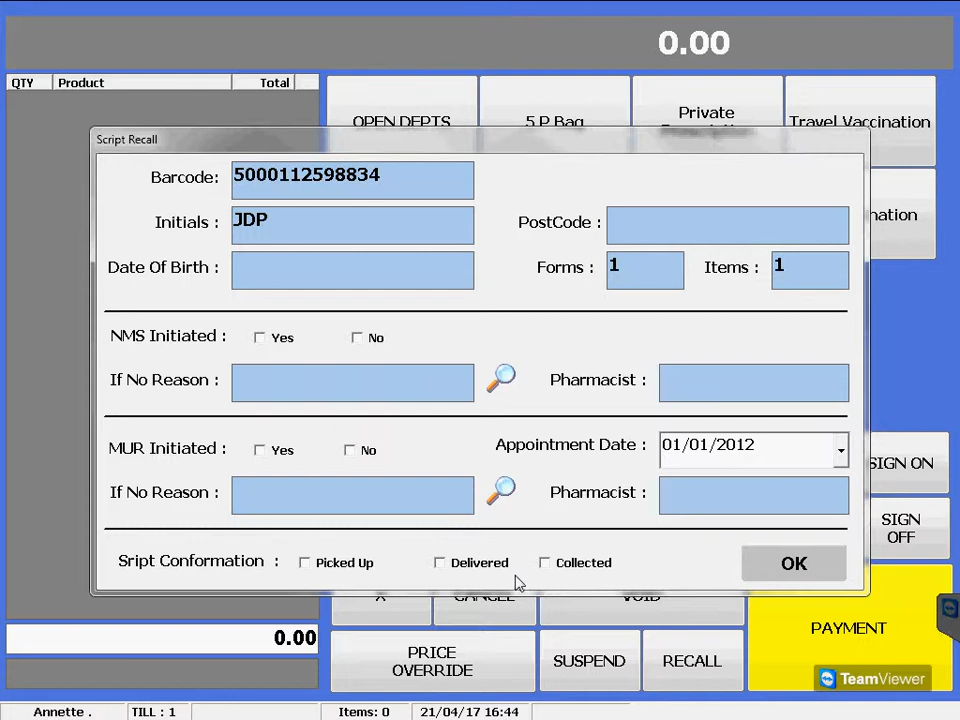 0.00
QTY Product Total
OPEN DEPTS 5 P Bag Private Travel Vaccination
Script Recall
Barcode: 5000112598834
Initials : JDP PostCode :
Date Of Birth : Forms : 1 Items : 1
NMS Initiated : Yes No
If No Reason : Pharmacist :
MUR Initiated : Yes No Appointment Date : 01/01/2012
If No Reason : Pharmacist :
SIGN ON
SIGN
OFF
Sript Conformation : Picked Up Delivered Collected OK
X CANCEL VOID
0.00
PRICE
OVERRIDE
SUSPEND RECALL
PAYMENT
TeamViewer
Annette . TILL : 1 Items: 0 21/04/17 16:44